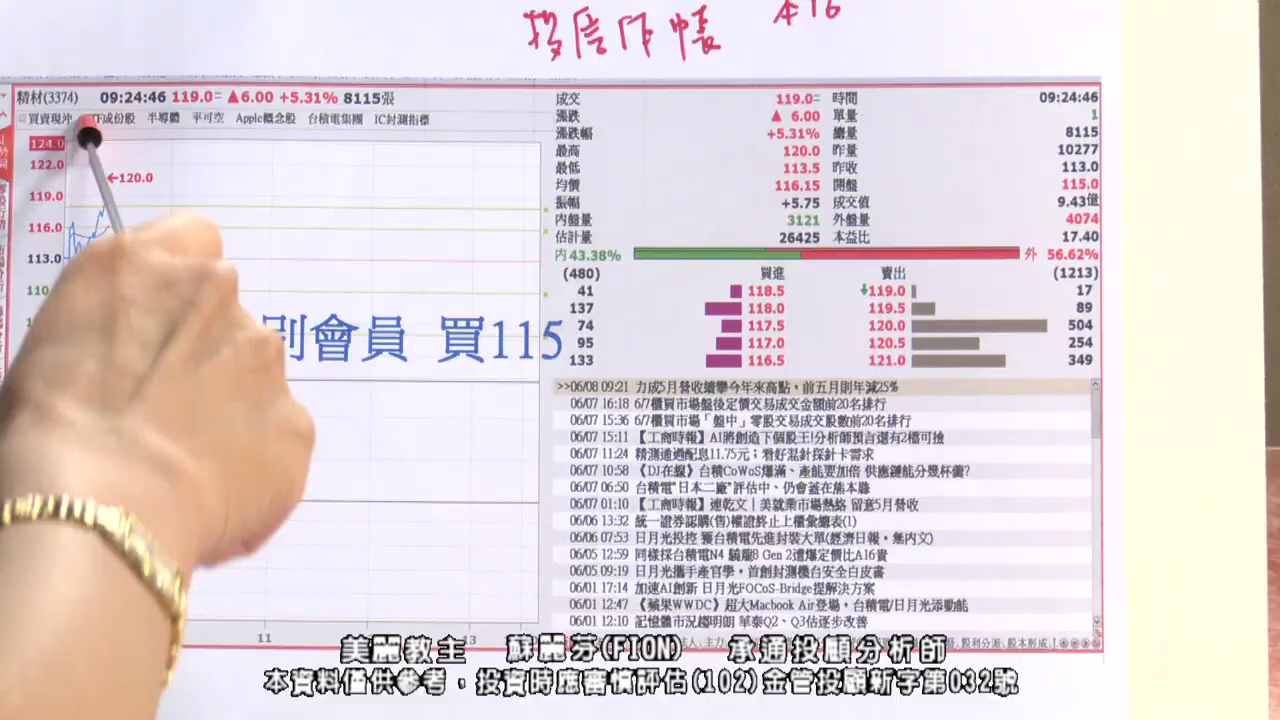 投信作帳 本16
精材(3374) 09:24:46 119.0 ▲6.00 +5.31% 8115張
買賣現沖 成份股 半導體 平可空 Apple概念股 台積電集團 IC封測指標
124.0
122.0
←120.0
119.0
116.0
113.0
110
別會員 買115
11
13
成交 119.0 時間 09:24:46
漲跌 ▲ 6.00 單量 1
漲跌幅 +5.31% 總量 8115
最高 120.0 昨量 10277
最低 113.5 昨收 113.0
均價 116.15 開盤 115.0
振幅 +5.75 成交值 9.43億
內盤量 3121 外盤量 4074
估計量 26425 本益比 17.40
內 43.38% 外 56.62%
(480) 買進 賣出 (1213)
41 118.5 ↓119.0 17
137 118.0 119.5 89
74 117.5 120.0 504
95 117.0 120.5 254
133 116.5 121.0 349
>>06/08 09:21 力成5月營收續攀今年來高點，前五月則年減25%
06/07 16:18 6/7櫃買市場盤後定價交易成交金額前20名排行
06/07 15:36 6/7櫃買市場「盤中」零股交易成交股數前20名排行
06/07 15:11 【工商時報】AI將創造下個股王!分析師預言還有2檔可撿
06/07 11:24 精測通過配息11.75元；看好混針探針卡需求
06/07 10:58 《DJ在線》台積CoWoS爆滿、產能要加倍 供應鏈能分幾杯羹?
06/07 06:50 台積電"日本二廠"評估中、仍會蓋在熊本縣
06/07 01:10 【工商時報】連乾文｜美就業市場熱絡 留意5月營收
06/06 13:32 統一證券認購(售)權證終止上櫃彙總表(1)
06/06 07:53 日月光投控 獲台積電先進封裝大單(經濟日報，無內文)
06/05 12:59 同樣採台積電N4 驍龍8 Gen 2遭爆定價比A16貴
06/05 09:19 日月光攜手產官學，首創封測機台安全白皮書
06/01 17:14 加速AI創新 日月光FOCoS-Bridge提解決方案
06/01 12:47 《蘋果WWDC》超大Macbook Air登場，台積電/日月光添動能
06/01 12:10 記憶體市況趨明朗 華泰Q2、Q3估逐步改善
美麗教主 蘇麗芬(FION) 承通投顧分析師
本資料僅供參考，投資時應審慎評估(102)金管投顧新字第032號